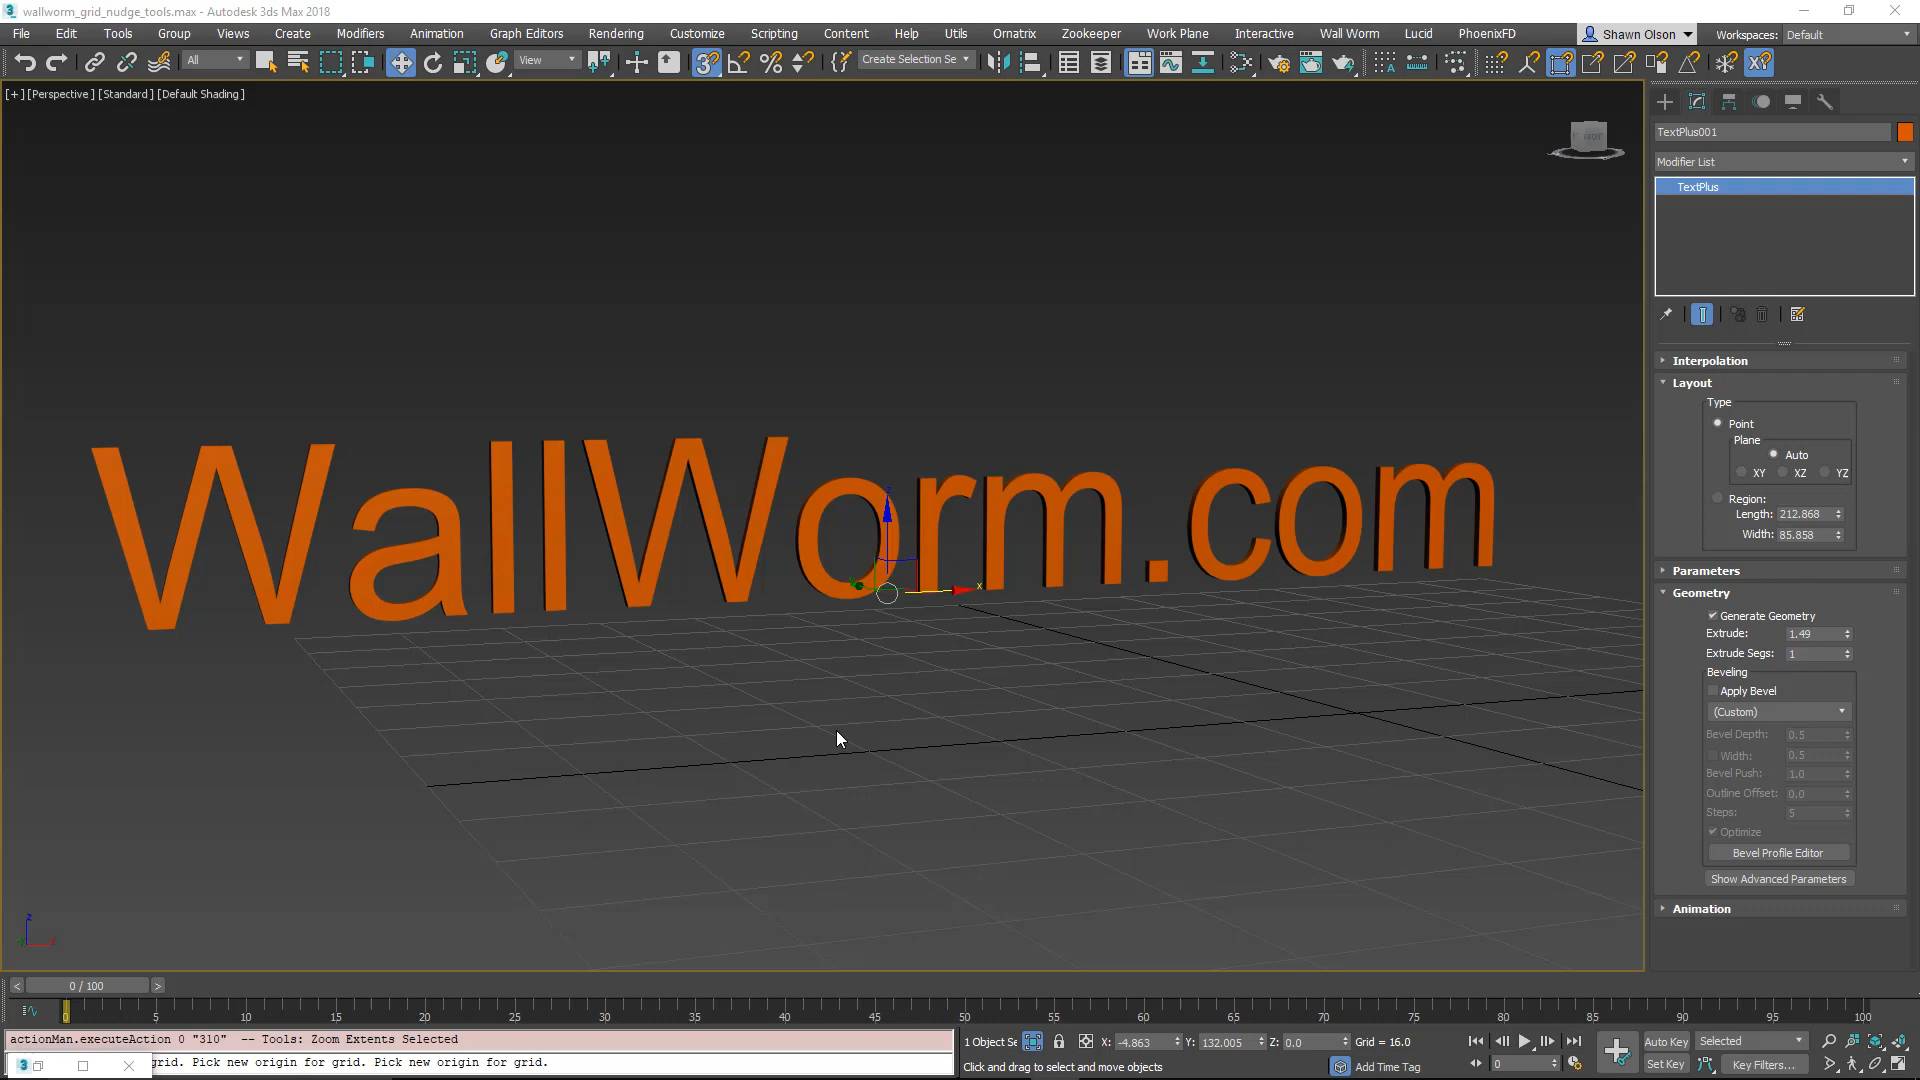 wallworm_grid_nudge_tools.max - Autodesk 3ds Max 2018
File Edit Tools Group Views Create Modifiers Animation Graph Editors Rendering Customize Scripting Content Help Utils Ornatrix Zookeeper Work Plane Interactive Wall Worm Lucid PhoenixFD Shawn Olson Workspaces: Default
All View Create Selection Se
[+] [Perspective ] [Standard ] [Default Shading ]
TextPlus001
Modifier List
TextPlus
WallWorm.com
Interpolation
Layout
Type
Point
Plane
Auto
XY XZ YZ
Region:
Length: 212.868
Width: 85.858
Parameters
Geometry
Generate Geometry
Extrude: 1.49
Extrude Segs: 1
Beveling
Apply Bevel
(Custom)
Bevel Depth: 0.5
Width: 0.5
Bevel Push: 1.0
Outline Offset: 0.0
Steps: 5
Optimize
Bevel Profile Editor
Show Advanced Parameters
Animation
z
x
0 / 100
0 5 10 15 20 25 30 35 40 45 50 55 60 65 70 75 80 85 90 95 100
actionMan.executeAction 0 "310" -- Tools: Zoom Extents Selected
grid. Pick new origin for grid. Pick new origin for grid.
1 Object Se X: -4.863 Y: 132.005 Z: 0.0 Grid = 16.0
Click and drag to select and move objects Add Time Tag
Auto Key Selected
Set Key Key Filters...
0